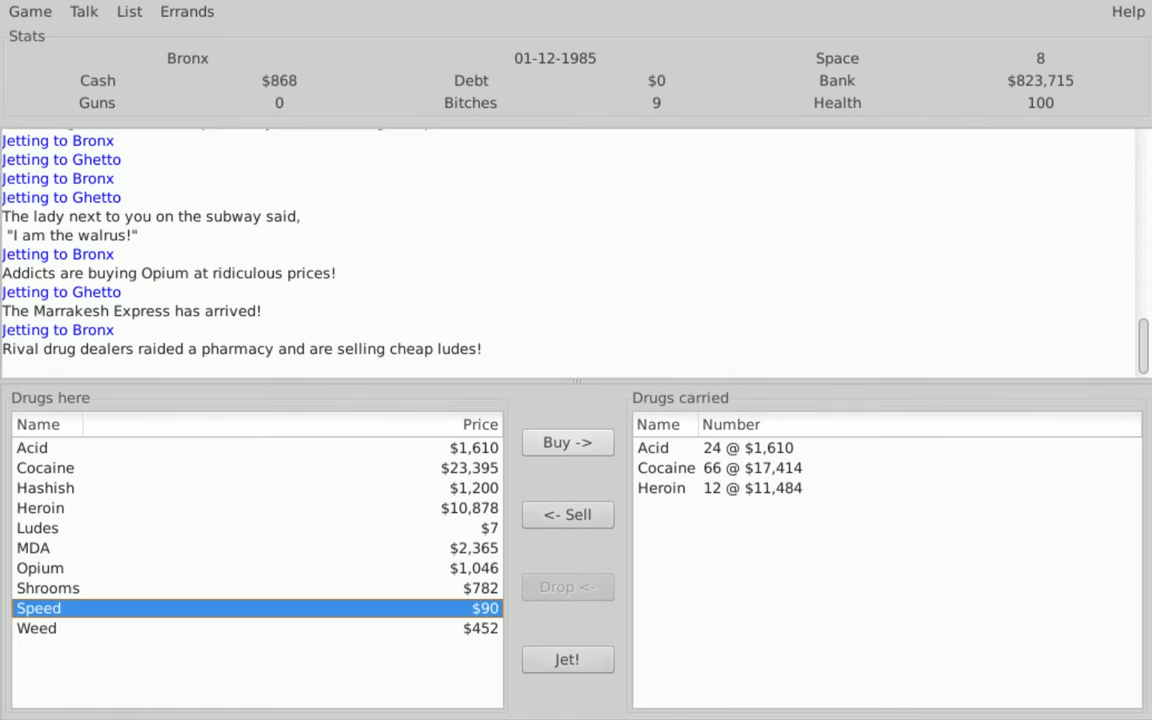 Game Talk List Errands Help
Stats
Bronx 01-12-1985 Space 8
Cash $868 Debt $0 Bank $823,715
Guns 0 Bitches 9 Health 100
Jetting to Bronx
Jetting to Ghetto
Jetting to Bronx
Jetting to Ghetto
The lady next to you on the subway said,
"I am the walrus!"
Jetting to Bronx
Addicts are buying Opium at ridiculous prices!
Jetting to Ghetto
The Marrakesh Express has arrived!
Jetting to Bronx
Rival drug dealers raided a pharmacy and are selling cheap ludes!
Drugs here
Name Price
Acid $1,610
Cocaine $23,395
Hashish $1,200
Heroin $10,878
Ludes $7
MDA $2,365
Opium $1,046
Shrooms $782
Speed $90
Weed $452
Buy ->
<- Sell
Drop <-
Jet!
Drugs carried
Name Number
Acid 24 @ $1,610
Cocaine 66 @ $17,414
Heroin 12 @ $11,484